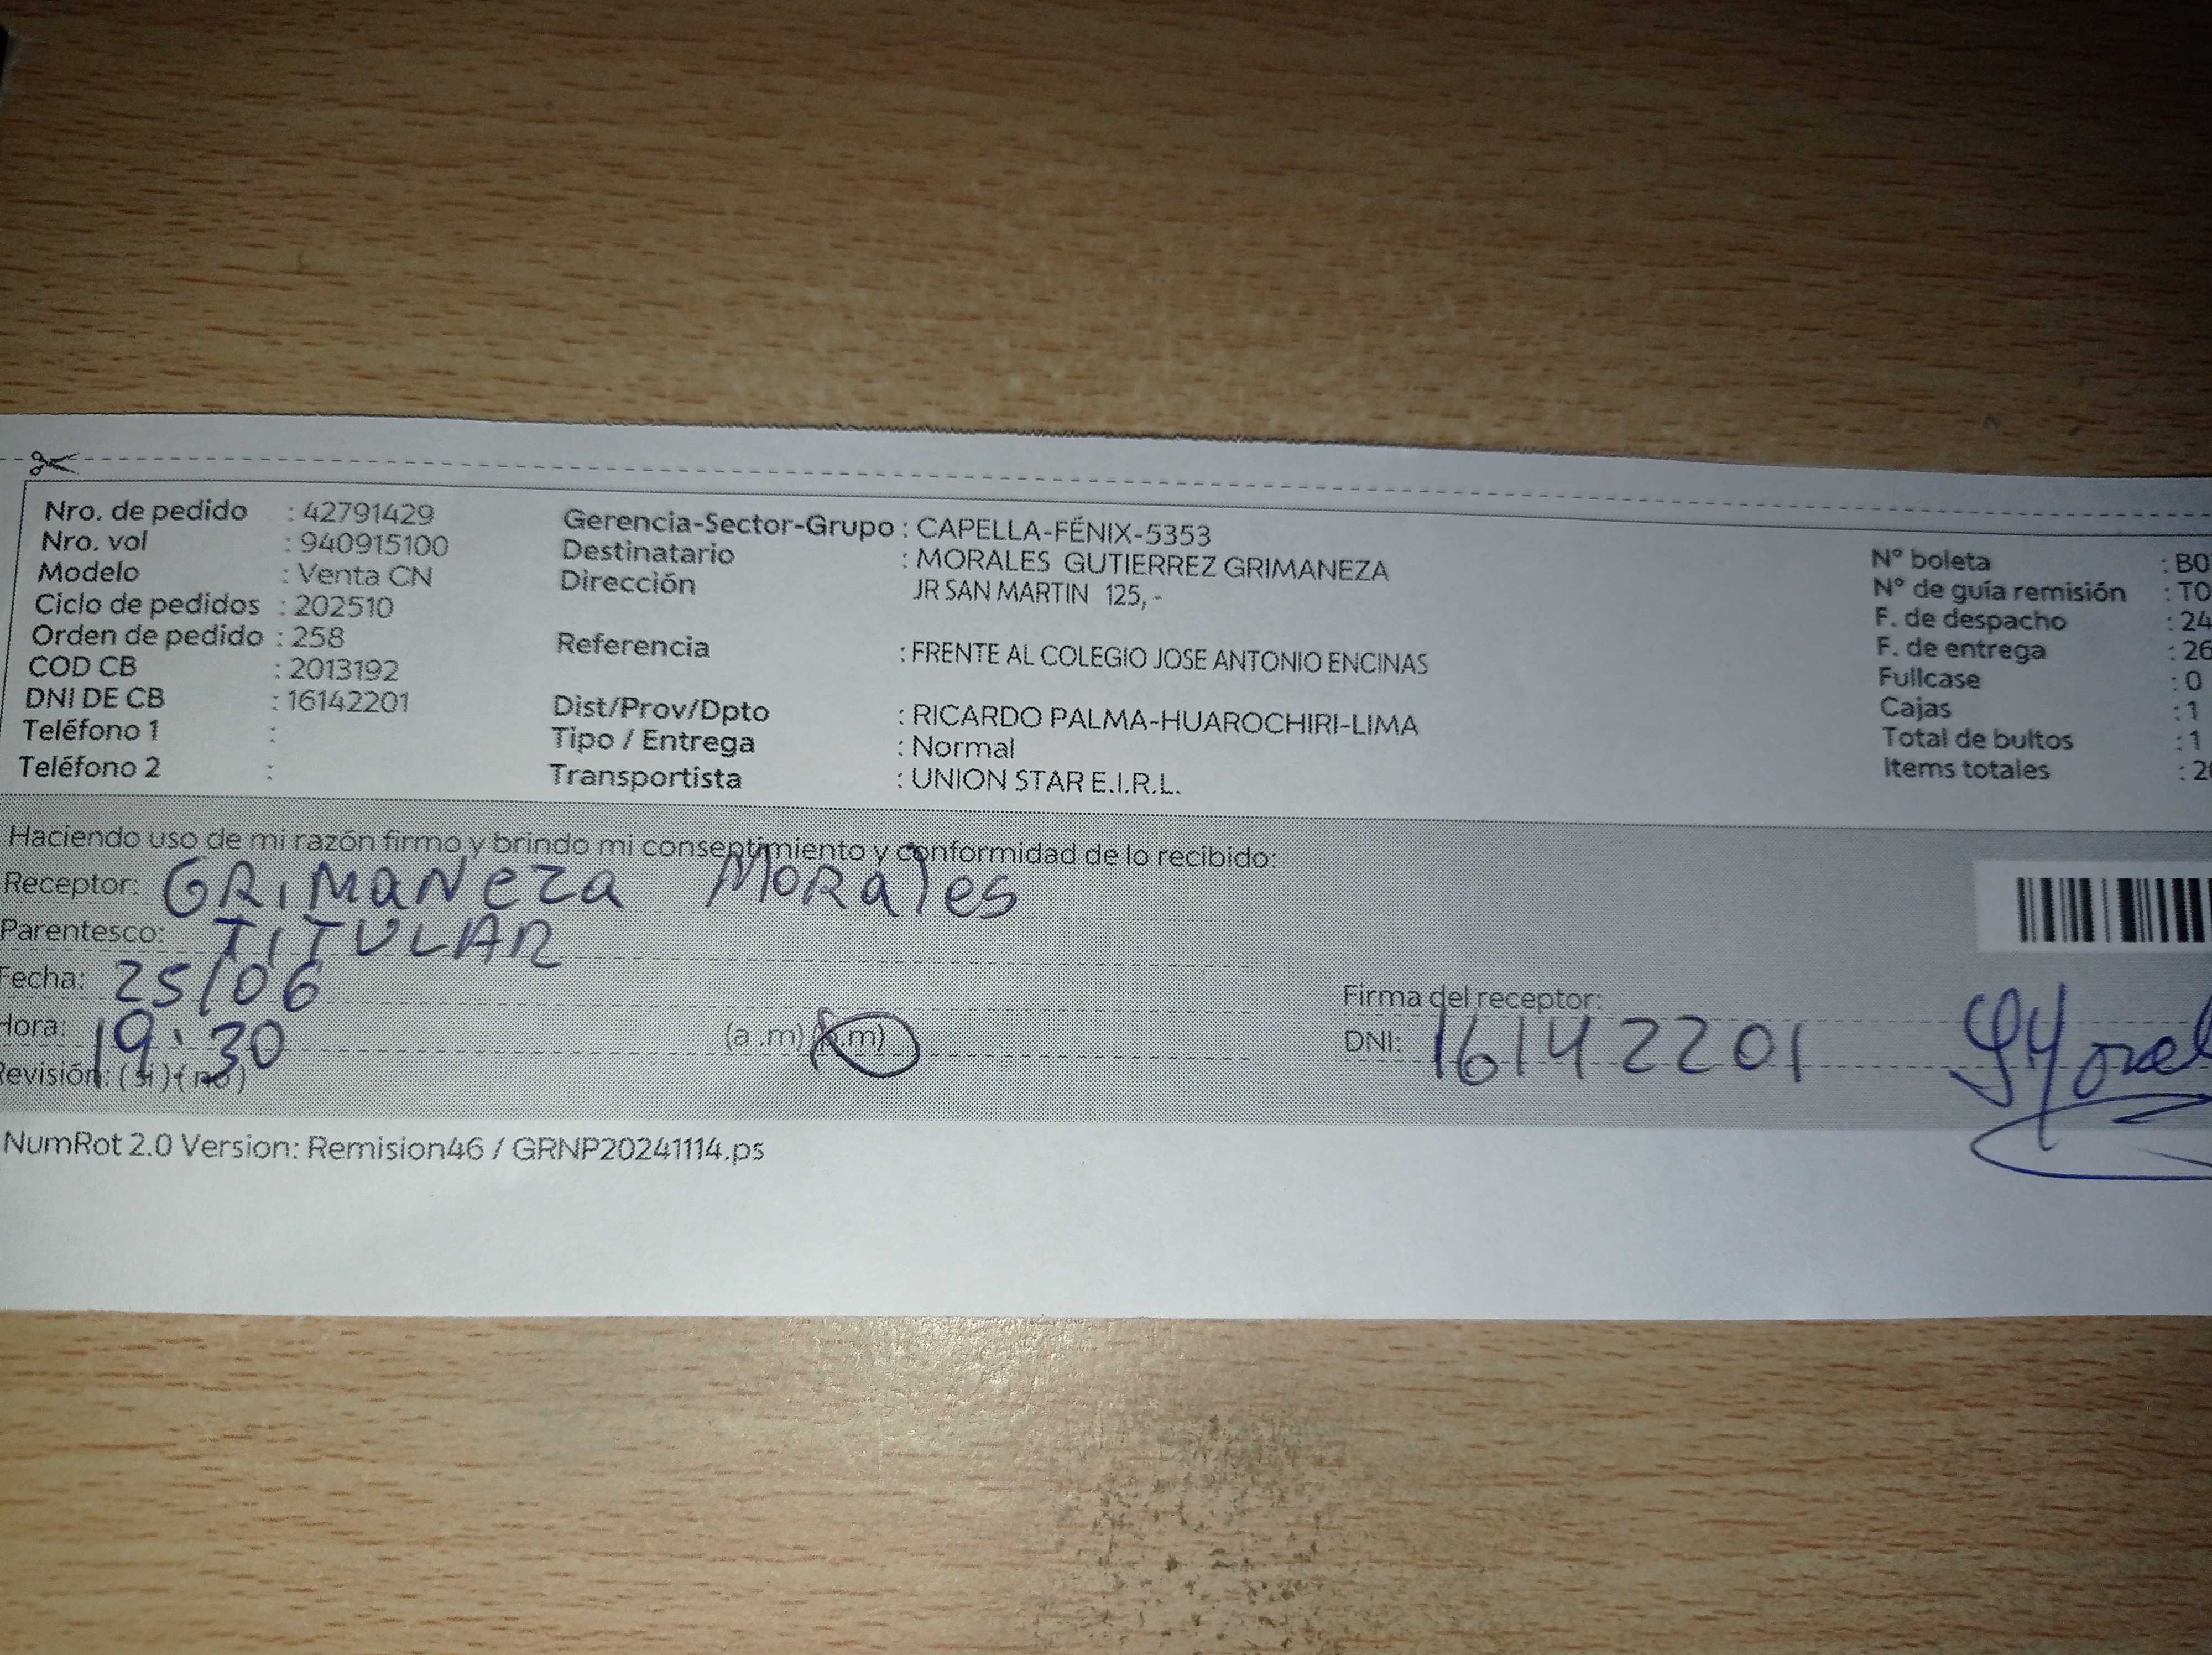 Nro. de pedido : 42791429
Nro. vol : 940915100
Modelo : Venta CN
Ciclo de pedidos : 202510
Orden de pedido : 258
COD CB : 2013192
DNI DE CB : 16142201
Teléfono 1 :
Teléfono 2 :
Gerencia-Sector-Grupo : CAPELLA-FÉNIX-5353
Destinatario : MORALES GUTIERREZ GRIMANEZA
Dirección JR SAN MARTIN 125, -
Referencia : FRENTE AL COLEGIO JOSE ANTONIO ENCINAS
Dist/Prov/Dpto : RICARDO PALMA-HUAROCHIRI-LIMA
Tipo / Entrega : Normal
Transportista : UNION STAR E.I.R.L.
N° boleta : B0
N° de guía remisión : T0
F. de despacho : 24
F. de entrega : 26
Fullcase : 0
Cajas : 1
Total de bultos : 1
Items totales : 2
Haciendo uso de mi razón firmo y brindo mi consentimiento y conformidad de lo recibido:
Receptor: GRIMANeza Morales
Parentesco: TITULAR
Fecha: 25/06
Hora: 19:30 (a .m) (p.m)
Revisión: (si) (no)
Firma del receptor:
DNI: 16142201
NumRot 2.0 Version: Remision46 / GRNP20241114.ps